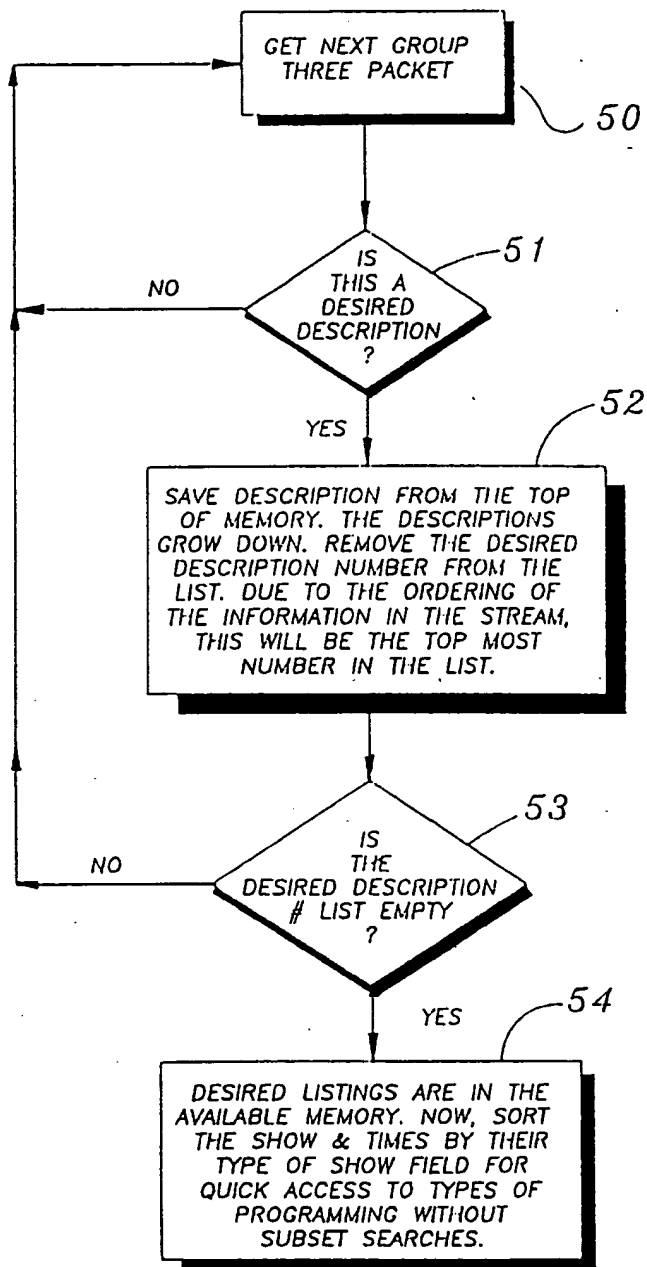 GET NEXT GROUP
THREE PACKET
50
IS
THIS A
DESIRED
DESCRIPTION
?
51
NO
YES
52
SAVE DESCRIPTION FROM THE TOP
OF MEMORY. THE DESCRIPTIONS
GROW DOWN. REMOVE THE DESIRED
DESCRIPTION NUMBER FROM THE
LIST. DUE TO THE ORDERING OF
THE INFORMATION IN THE STREAM,
THIS WILL BE THE TOP MOST
NUMBER IN THE LIST.
53
IS
THE
DESIRED DESCRIPTION
# LIST EMPTY
?
NO
YES
54
DESIRED LISTINGS ARE IN THE
AVAILABLE MEMORY. NOW, SORT
THE SHOW & TIMES BY THEIR
TYPE OF SHOW FIELD FOR
QUICK ACCESS TO TYPES OF
PROGRAMMING WITHOUT
SUBSET SEARCHES.